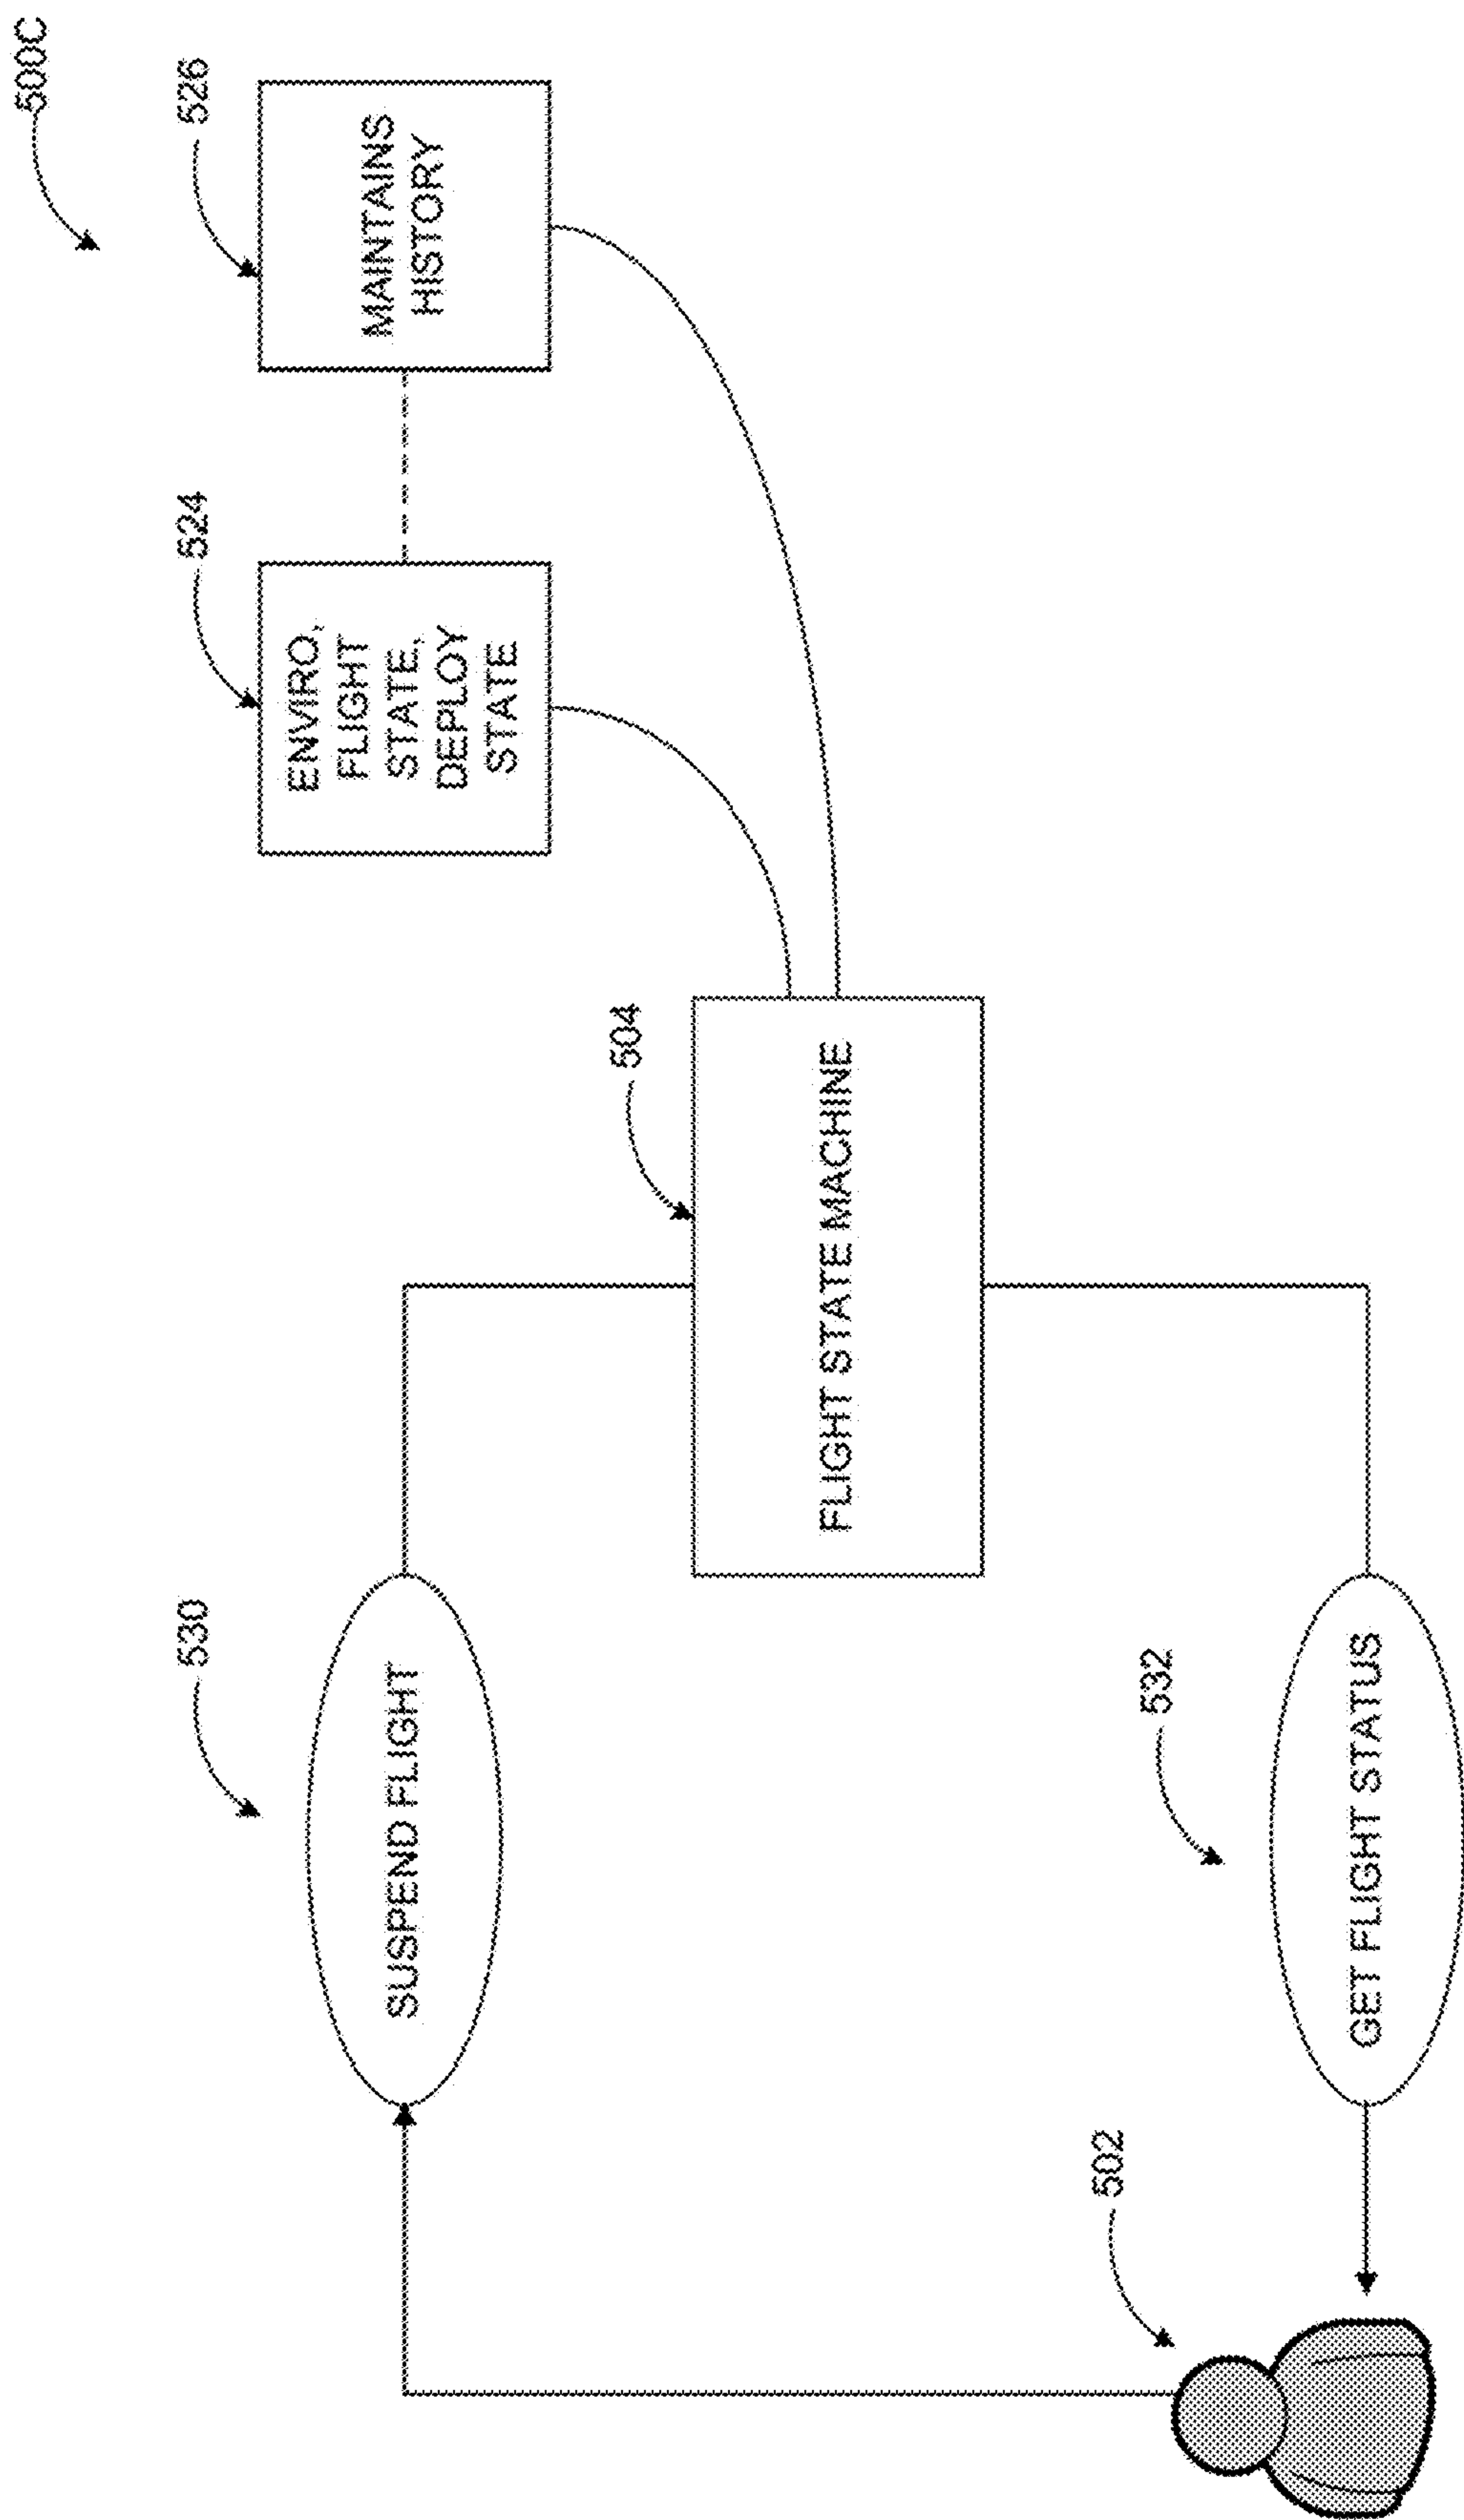 500C
526
MAINTAINS
HISTORY
524
ENVIRO,
FLIGHT
STATE,
DEPLOY
STATE
504
FLIGHT STATE MACHINE
530
SUSPEND FLIGHT
532
GET FLIGHT STATUS
502